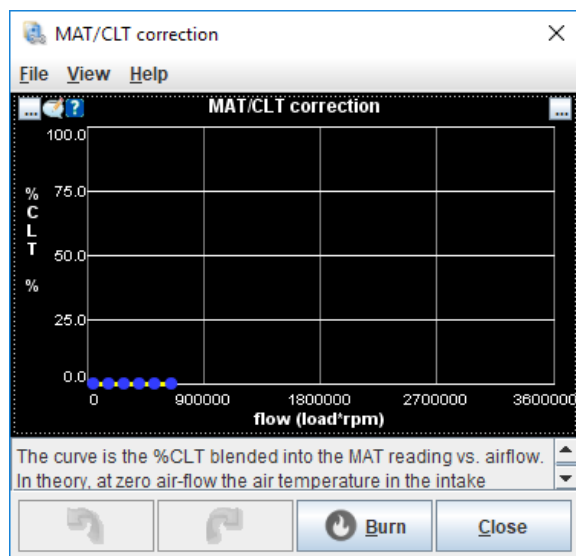 MAT/CLT correction
File View Help
... ? MAT/CLT correction ...
100.0
75.0
50.0
25.0
0.0
% CLT %
0 900000 1800000 2700000 3600000
flow (load*rpm)
The curve is the %CLT blended into the MAT reading vs. airflow.
In theory, at zero air-flow the air temperature in the intake
Burn Close